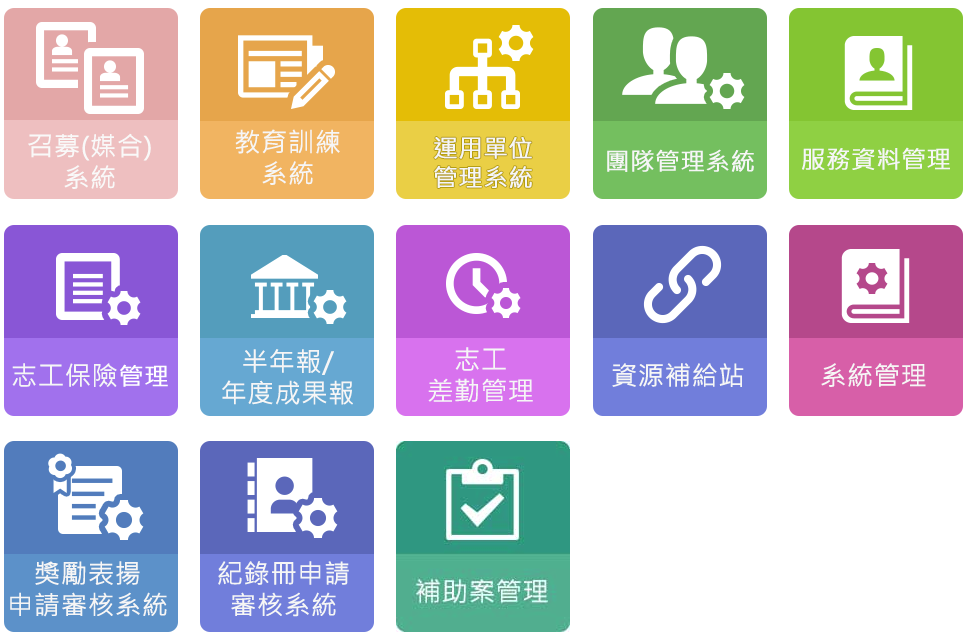 召募(媒合)
系統
教育訓練
系統
運用單位
管理系統
團隊管理系統
服務資料管理
志工保險管理
半年報/
年度成果報
志工
差勤管理
資源補給站
系統管理
獎勵表揚
申請審核系統
紀錄冊申請
審核系統
補助案管理